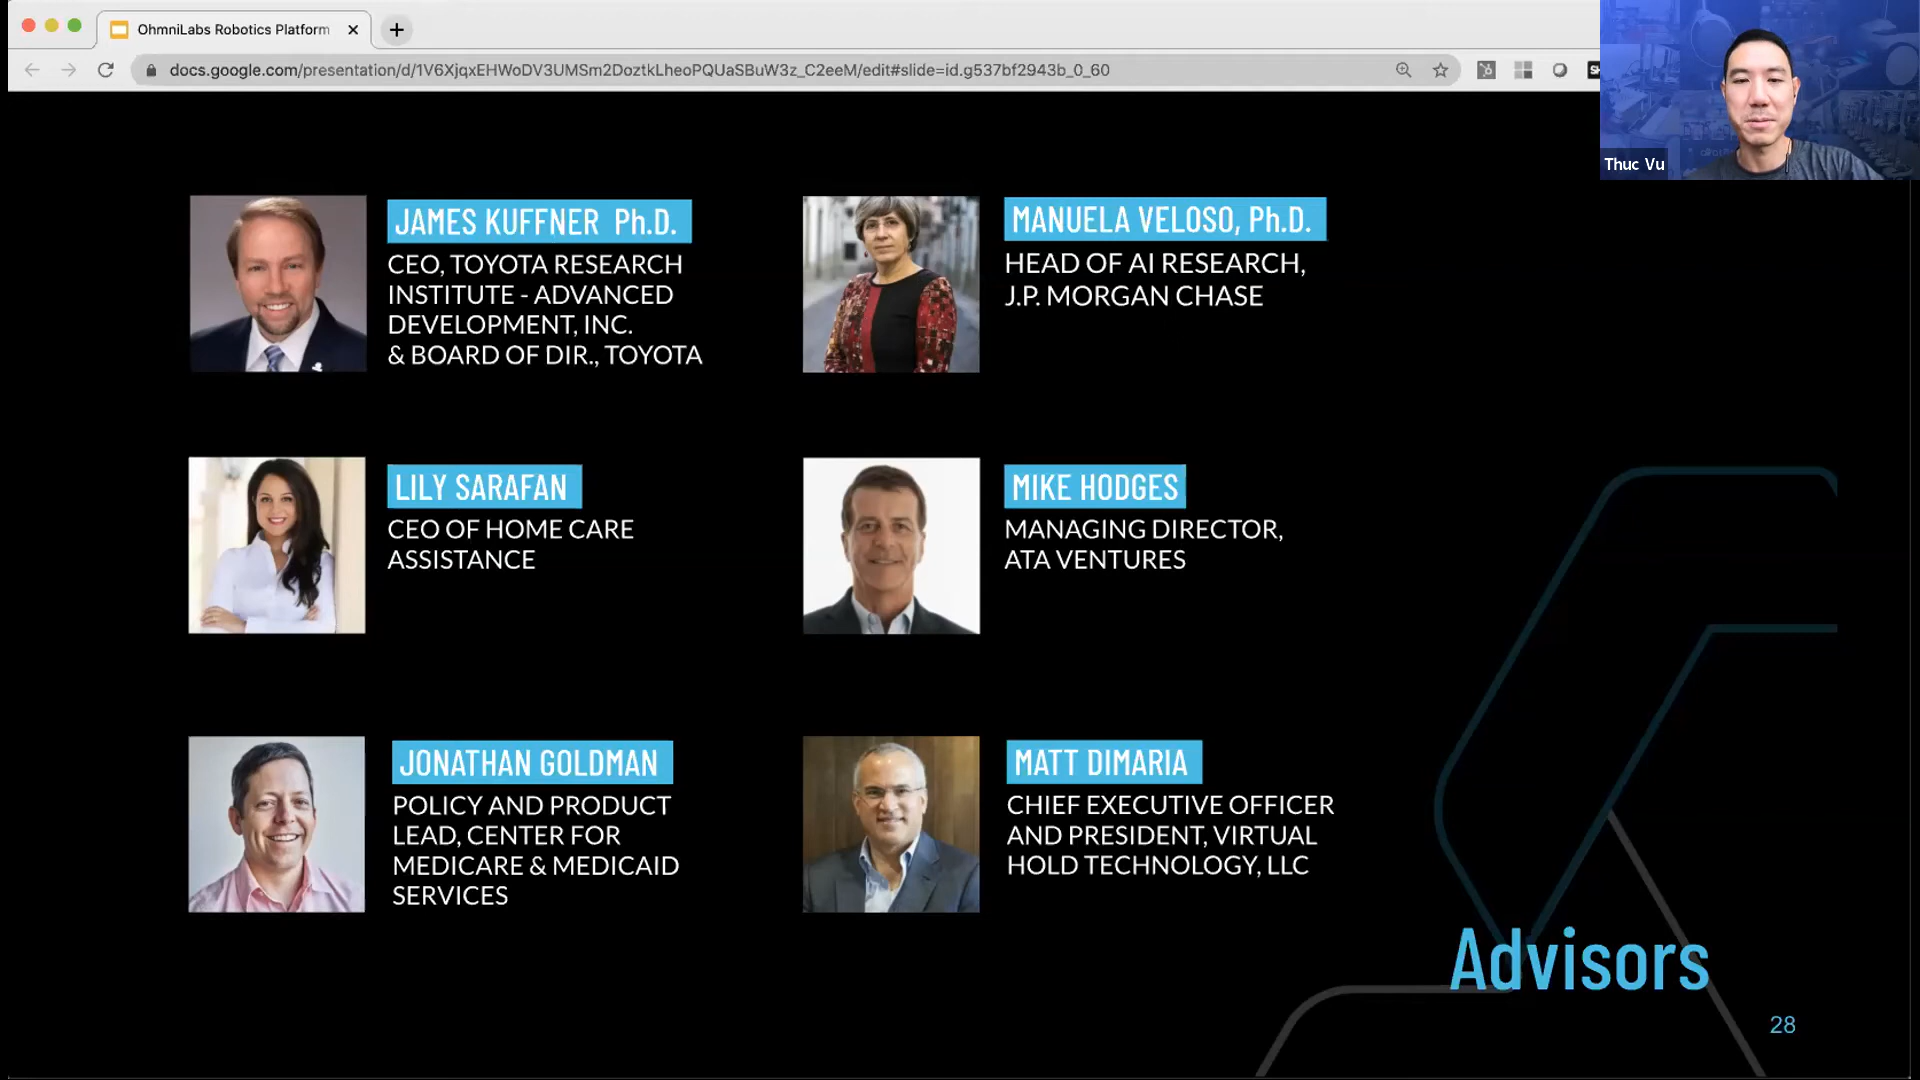 OhmniLabs Robotics Platform
docs.google.com/presentation/d/1V6XjqxEHWoDV3UMSm2DoztkLheoPQUaSBuW3z_C2eeM/edit#slide=id.g537bf2943b_0_60
Thuc Vu
JAMES KUFFNER Ph.D.
CEO, TOYOTA RESEARCH
INSTITUTE - ADVANCED
DEVELOPMENT, INC.
& BOARD OF DIR., TOYOTA
MANUELA VELOSO, Ph.D.
HEAD OF AI RESEARCH,
J.P. MORGAN CHASE
LILY SARAFAN
CEO OF HOME CARE
ASSISTANCE
MIKE HODGES
MANAGING DIRECTOR,
ATA VENTURES
JONATHAN GOLDMAN
POLICY AND PRODUCT
LEAD, CENTER FOR
MEDICARE & MEDICAID
SERVICES
MATT DIMARIA
CHIEF EXECUTIVE OFFICER
AND PRESIDENT, VIRTUAL
HOLD TECHNOLOGY, LLC
Advisors
28